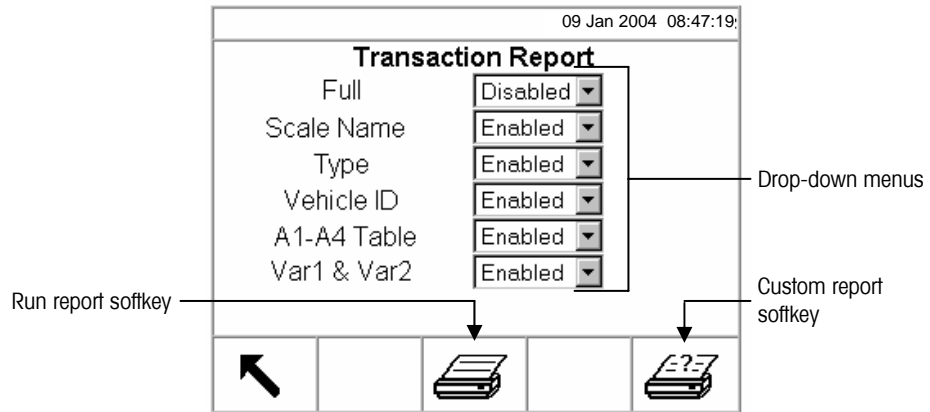 09 Jan 2004 08:47:19
Transaction Report
Full Disabled
Scale Name Enabled
Type Enabled
Vehicle ID Enabled
A1-A4 Table Enabled
Var1 & Var2 Enabled
Drop-down menus
Run report softkey
Custom report
softkey
-?-